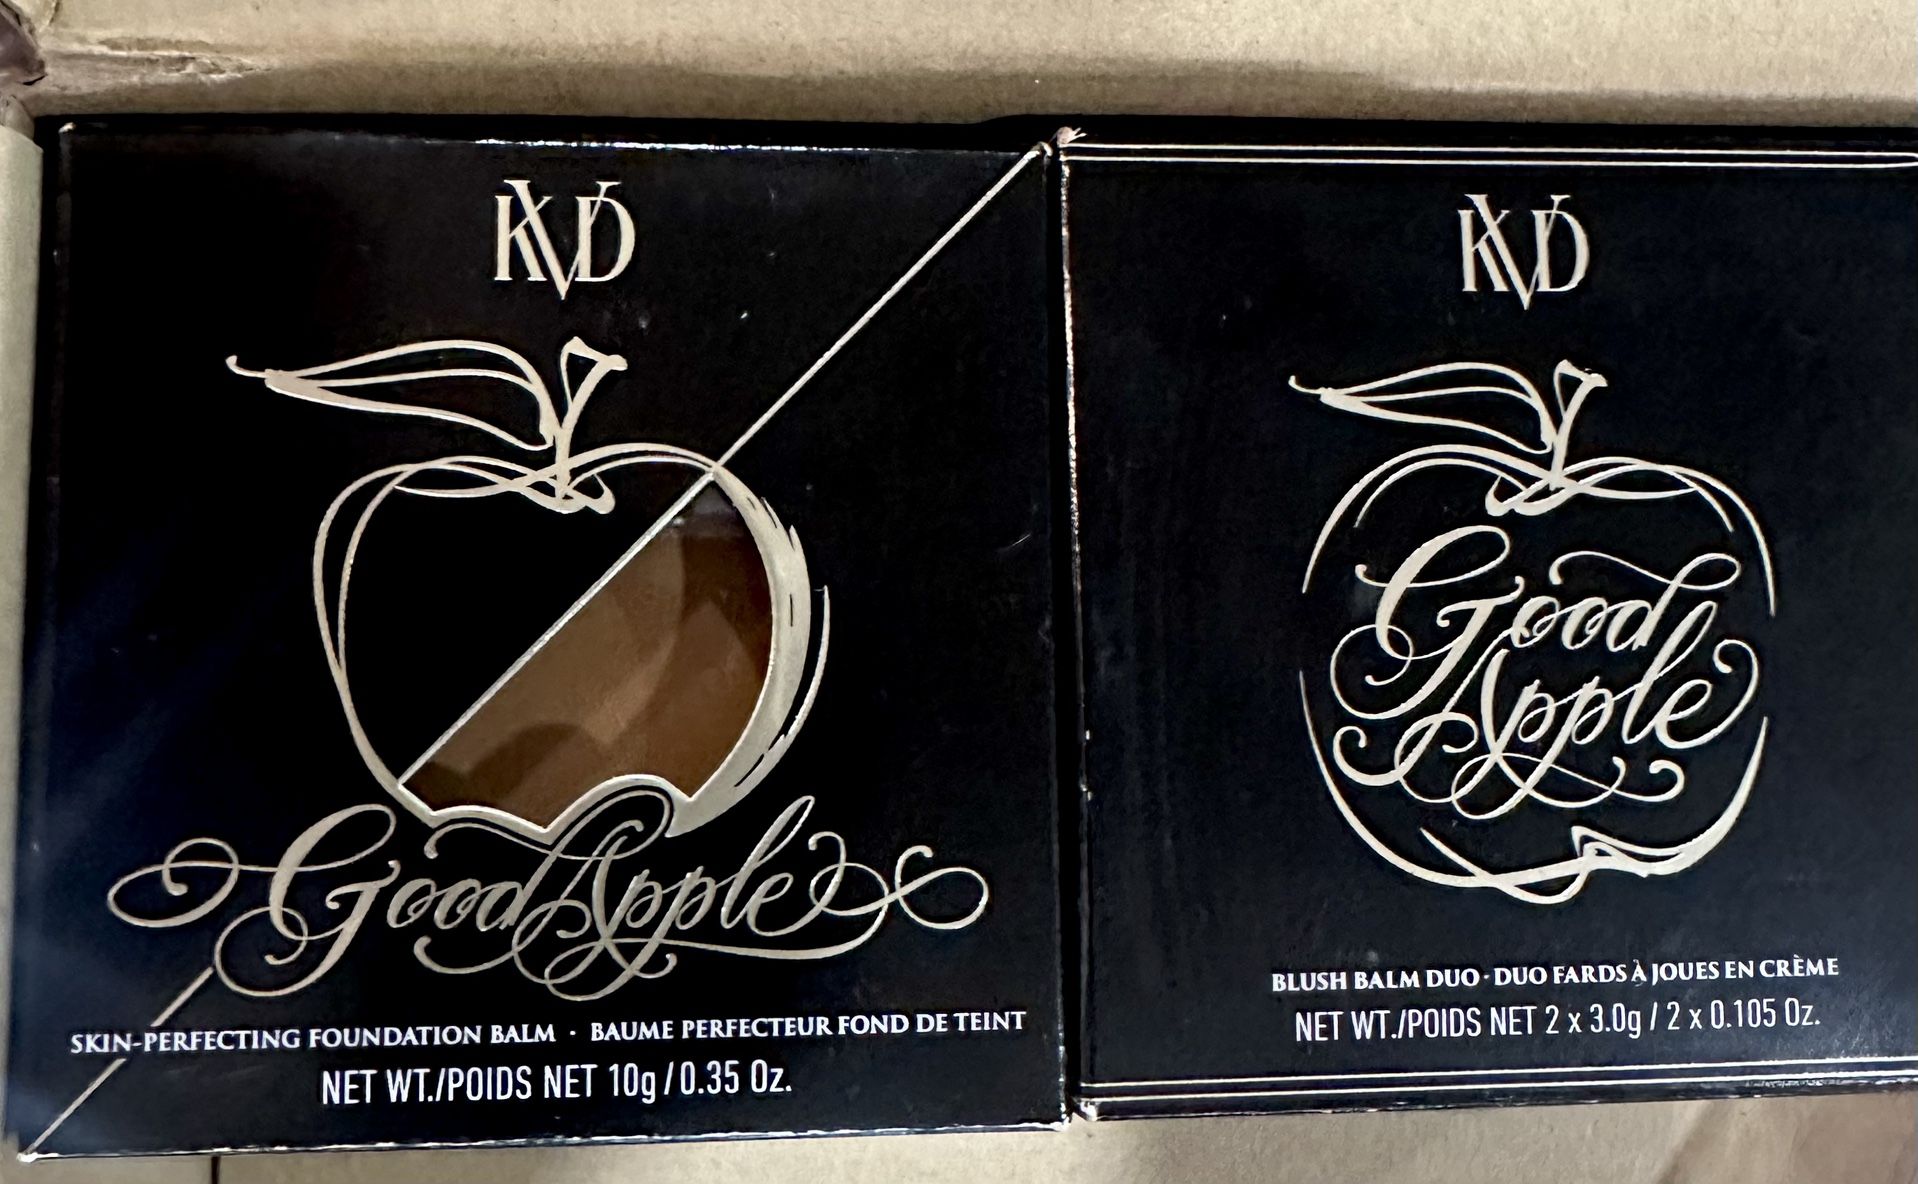 KVD
Good Apple
SKIN-PERFECTING FOUNDATION BALM · BAUME PERFECTEUR FOND DE TEINT
NET WT./POIDS NET 10g / 0.35 Oz.
KVD
Good
Apple
BLUSH BALM DUO · DUO FARDS À JOUES EN CRÈME
NET WT./POIDS NET 2 x 3.0g / 2 x 0.105 Oz.